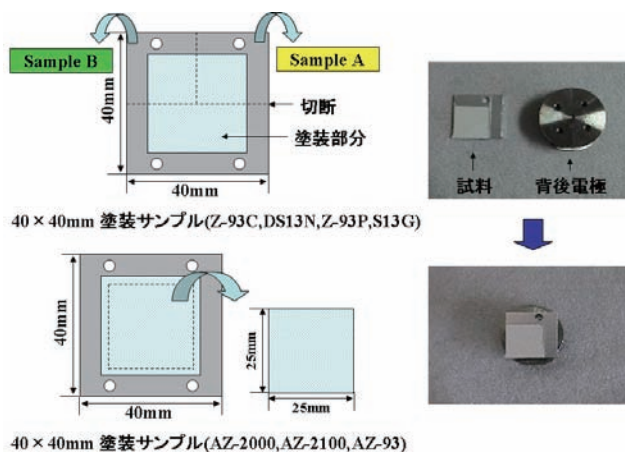 Sample B
Sample A
40mm
切断
塗装部分
40mm
試料
背後電極
40×40mm 塗装サンプル(Z-93C,DS13N,Z-93P,S13G)
40mm
25mm
40mm
25mm
40×40mm 塗装サンプル(AZ-2000,AZ-2100,AZ-93)